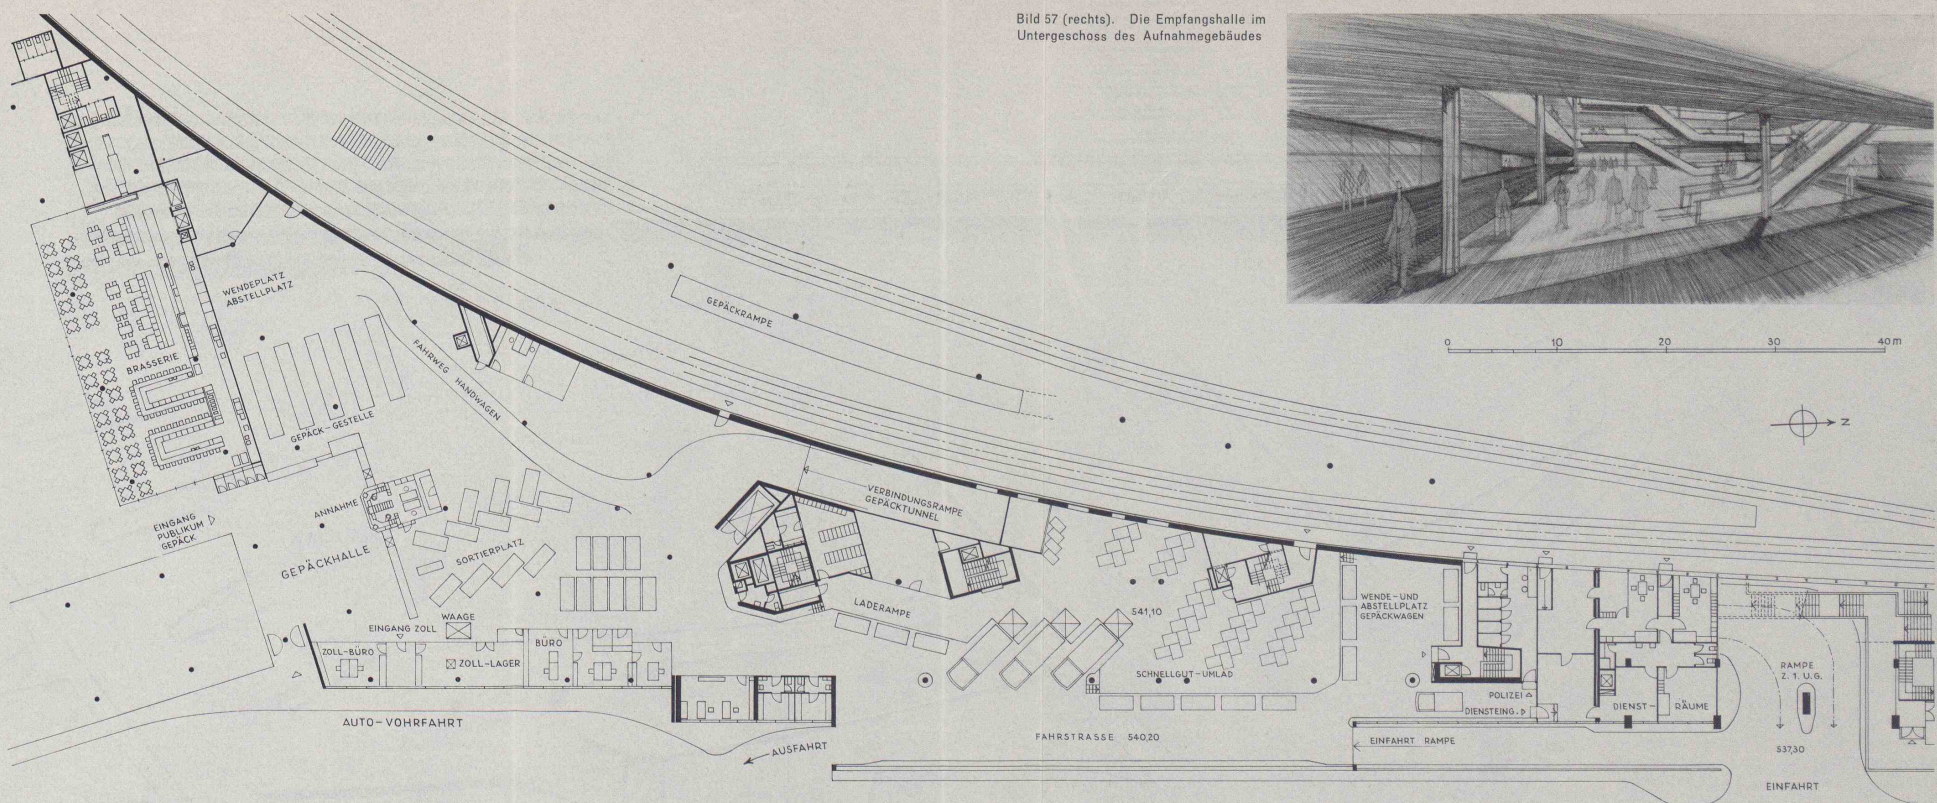 Bild 57 (rechts). Die Empfangshalle im
Untergeschoss des Aufnahmegebäudes
0 10 20 30 40 m
N
WENDEPLATZ
ABSTELLPLATZ
GEPÄCKRAMPE
FAHRWEG HANDWAGEN
BRASSERIE
GEPÄCK-GESTELLE
VERBINDUNGSRAMPE
GEPÄCKTUNNEL
ANNAHME
EINGANG
PUBLIKUM
GEPÄCK
GEPÄCKHALLE
SORTIERPLATZ
LADERAMPE
541,10
WENDE- UND
ABSTELLPLATZ
GEPÄCKWAGEN
WAAGE
EINGANG ZOLL
ZOLL-BÜRO
ZOLL-LAGER
BÜRO
SCHNELLGUT-UMLAD
RAMPE
Z. 1. U.G.
POLIZEI
DIENSTEING.
DIENST-RÄUME
AUTO-VOHRFAHRT
AUSFAHRT
FAHRSTRASSE 540,20
EINFAHRT RAMPE
537,30
EINFAHRT